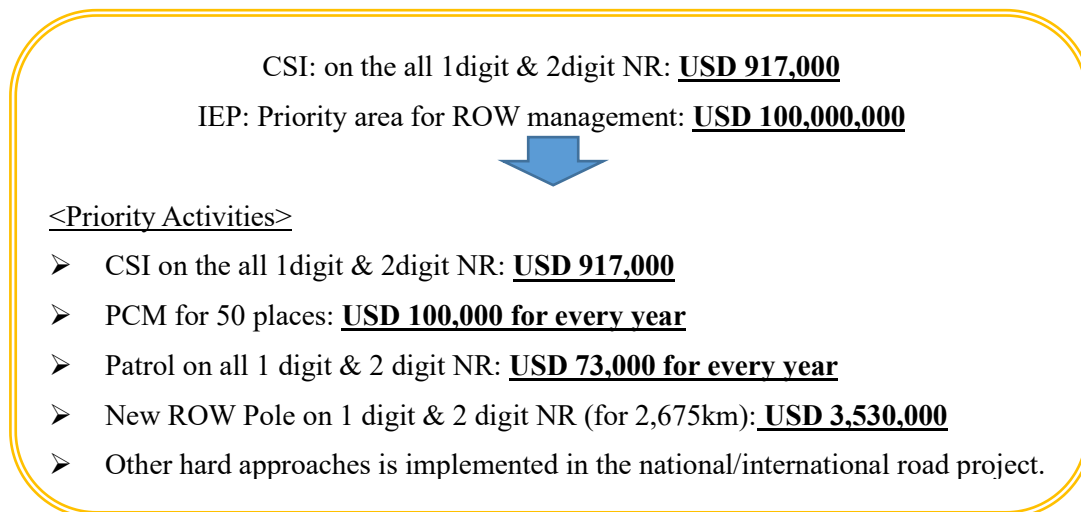 CSI: on the all 1digit & 2digit NR: USD 917,000
IEP: Priority area for ROW management: USD 100,000,000
<Priority Activities>
➢ CSI on the all 1digit & 2digit NR: USD 917,000
➢ PCM for 50 places: USD 100,000 for every year
➢ Patrol on all 1 digit & 2 digit NR: USD 73,000 for every year
➢ New ROW Pole on 1 digit & 2 digit NR (for 2,675km): USD 3,530,000
➢ Other hard approaches is implemented in the national/international road project.